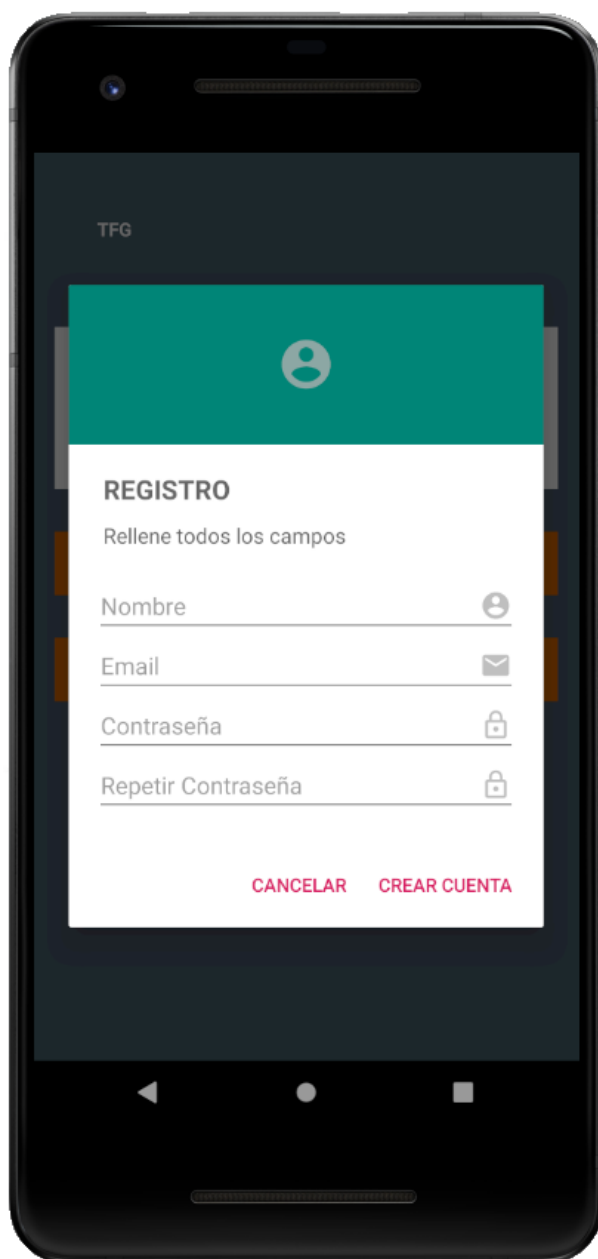 TFG
REGISTRO
Rellene todos los campos
Nombre
Email
Contraseña
Repetir Contraseña
CANCELAR CREAR CUENTA